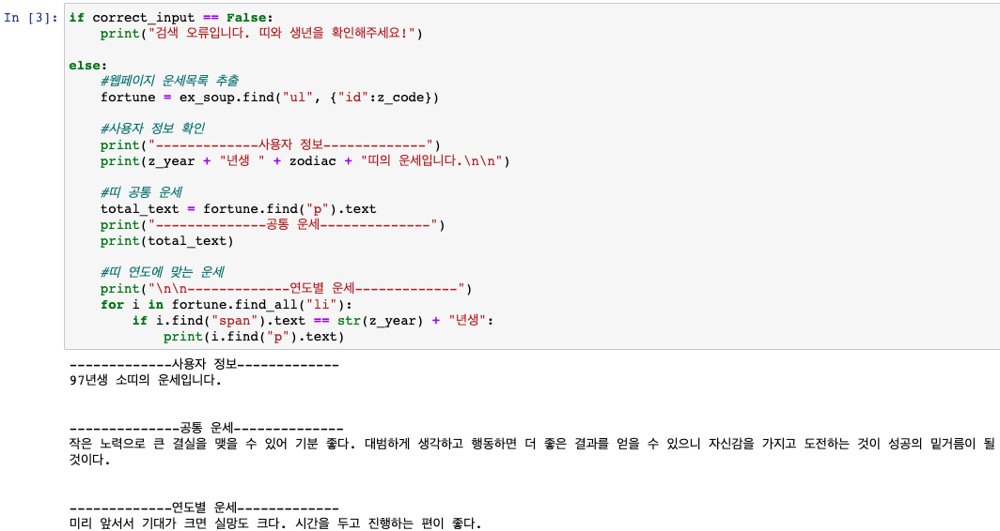 In [3]: if correct_input == False:
    print("검색 오류입니다. 띠와 생년을 확인해주세요!")
else:
    #웹페이지 운세목록 추출
    fortune = ex_soup.find("ul", {"id":z_code})
    #사용자 정보 확인
    print("-------------사용자 정보-------------")
    print(z_year + "년생 " + zodiac + "띠의 운세입니다.\n\n")
    #띠 공통 운세
    total_text = fortune.find("p").text
    print("--------------공통 운세--------------")
    print(total_text)
    #띠 연도에 맞는 운세
    print("\n\n-------------연도별 운세-------------")
    for i in fortune.find_all("li"):
        if i.find("span").text == str(z_year) + "년생":
            print(i.find("p").text)
-------------사용자 정보-------------
97년생 소띠의 운세입니다.
--------------공통 운세--------------
작은 노력으로 큰 결실을 맺을 수 있어 기분 좋다. 대범하게 생각하고 행동하면 더 좋은 결과를 얻을 수 있으니 자신감을 가지고 도전하는 것이 성공의 밑거름이 될
것이다.
-------------연도별 운세-------------
미리 앞서서 기대가 크면 실망도 크다. 시간을 두고 진행하는 편이 좋다.